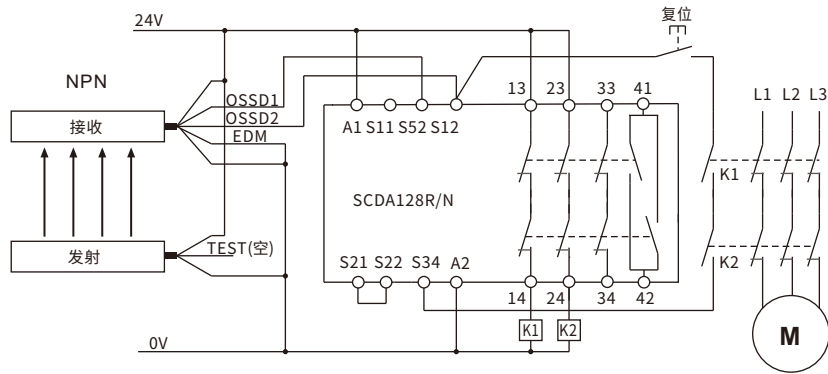 24V
复位
NPN
接收
OSSD1
OSSD2
EDM
A1 S11 S52 S12
13 23 33 41
L1 L2 L3
SCDA128R/N
K1
发射
TEST(空)
S21 S22 S34 A2
K2
14 24 34 42
K1 K2
0V
M